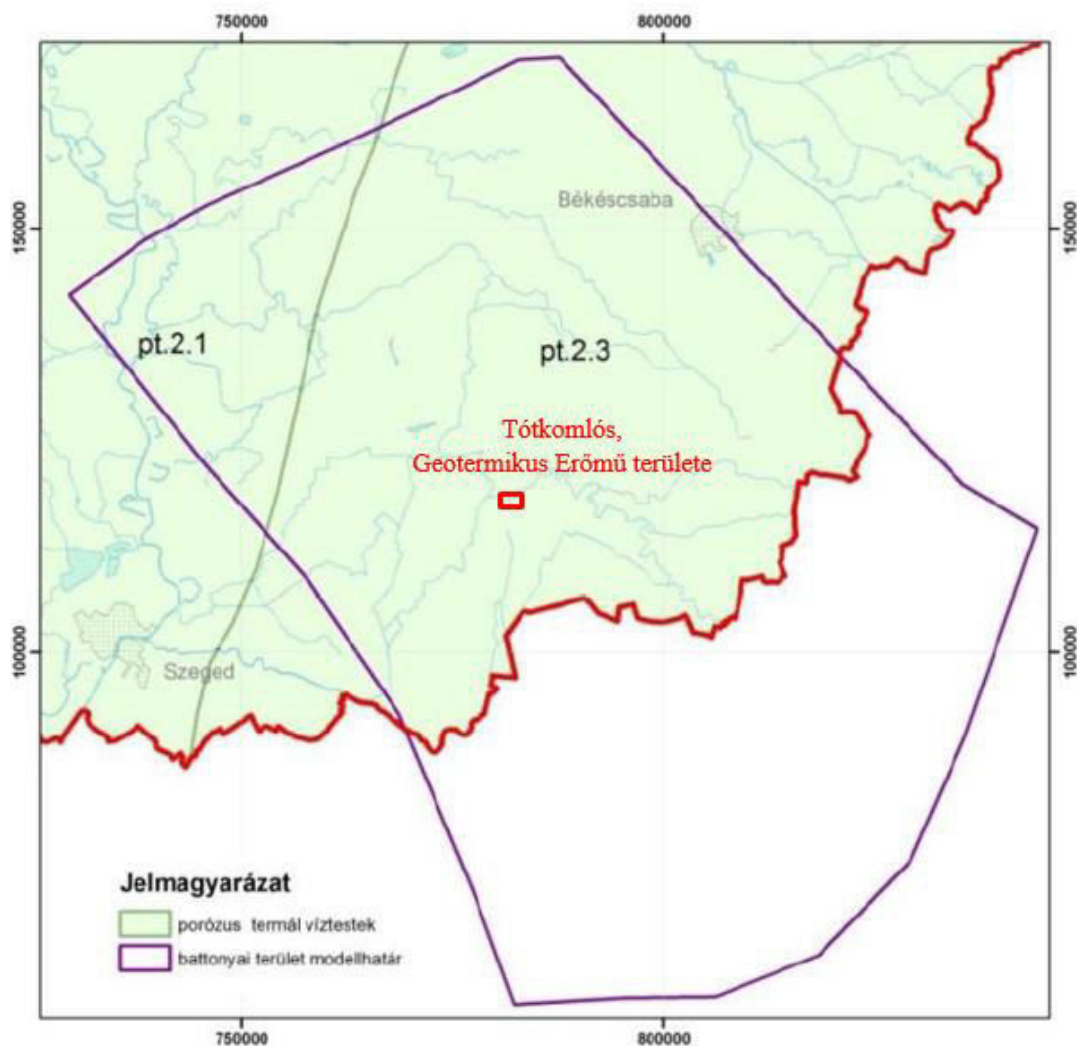 750000
800000
Békéscsaba
150000
150000
pt.2.1
pt.2.3
Tótkomlós,
Geotermikus Erőmű területe
100000
100000
Szeged
Jelmagyarázat
porózus termál víztestek
battonyai terület modellhatár
750000
800000